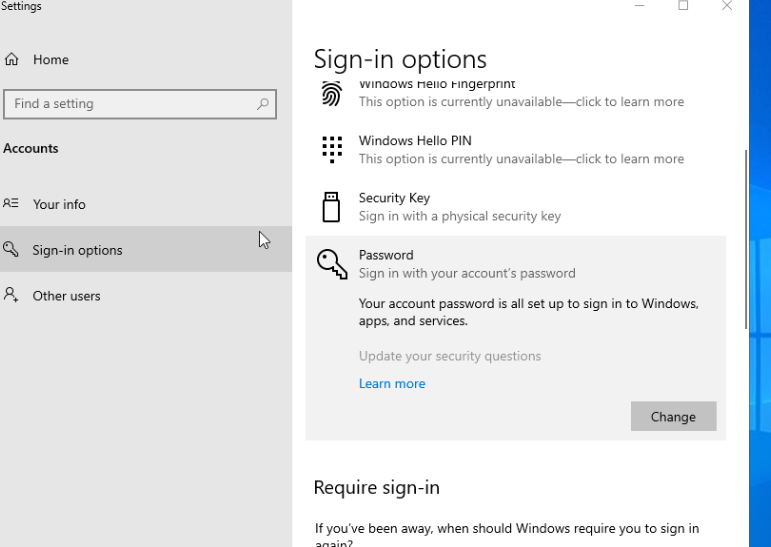 Settings
Home
Find a setting
Accounts
Your info
Sign-in options
Other users
Sign-in options
Windows Hello Fingerprint
This option is currently unavailable—click to learn more
Windows Hello PIN
This option is currently unavailable—click to learn more
Security Key
Sign in with a physical security key
Password
Sign in with your account's password
Your account password is all set up to sign in to Windows,
apps, and services.
Update your security questions
Learn more
Change
Require sign-in
If you've been away, when should Windows require you to sign in
again?